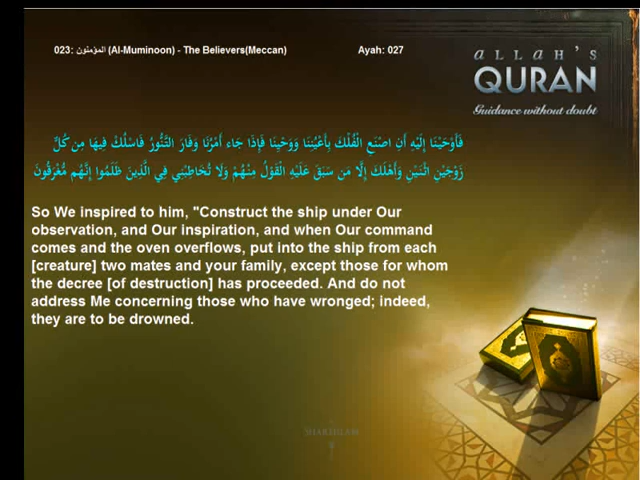 023: المؤمنون (Al-Muminoon) - The Believers(Meccan) Ayah: 027
ALLAH'S
QURAN
Guidance without doubt
فَأَوْحَيْنَا إِلَيْهِ أَنِ اصْنَعِ الْفُلْكَ بِأَعْيُنِنَا وَوَحْيِنَا فَإِذَا جَاء أَمْرُنَا وَفَارَ التَّنُّورُ فَاسْلُكْ فِيهَا مِن كُلٍّ
زَوْجَيْنِ اثْنَيْنِ وَأَهْلَكَ إِلَّا مَن سَبَقَ عَلَيْهِ الْقَوْلُ مِنْهُمْ وَلَا تُخَاطِبْنِي فِي الَّذِينَ ظَلَمُوا إِنَّهُم مُّغْرَقُونَ
So We inspired to him, "Construct the ship under Our
observation, and Our inspiration, and when Our command
comes and the oven overflows, put into the ship from each
[creature] two mates and your family, except those for whom
the decree [of destruction] has proceeded. And do not
address Me concerning those who have wronged; indeed,
they are to be drowned.